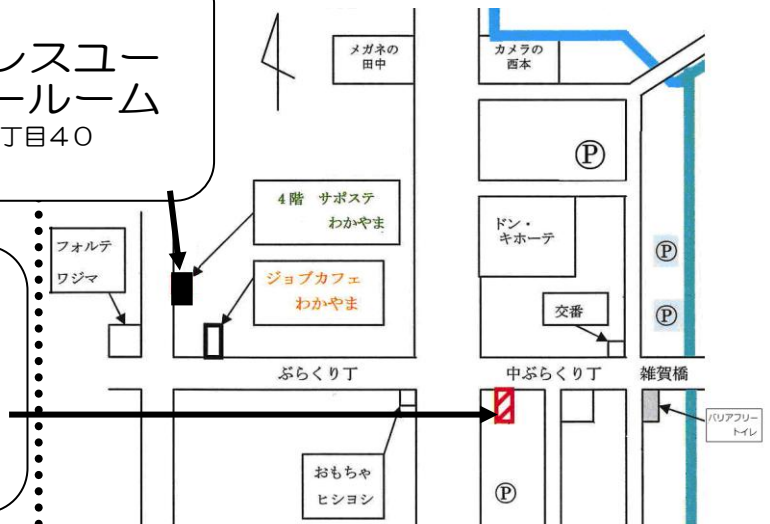 レスユー
ールーム
丁目40
メガネの
田中
カメラの
西本
Ⓟ
4階 サポステ
わかやま
ドン・
キホーテ
フォルテ
ワジマ
ジョブカフェ
わかやま
Ⓟ
交番
Ⓟ
ぶらくり丁
中ぶらくり丁
雑賀橋
バリアフリー
トイレ
おもちゃ
ヒシヨシ
Ⓟ